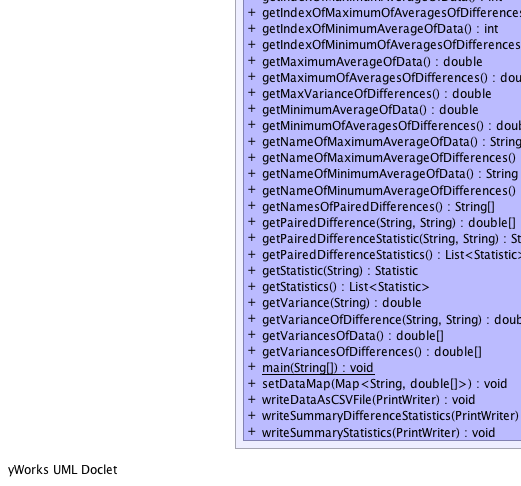 + getIndexOfMaximumOfAveragesOfDifferences
+ getIndexOfMinimumAverageOfData() : int
+ getIndexOfMinimumOfAveragesOfDifferences
+ getMaximumAverageOfData() : double
+ getMaximumOfAveragesOfDifferences() : dou
+ getMaxVarianceOfDifferences() : double
+ getMinimumAverageOfData() : double
+ getMinimumOfAveragesOfDifferences() : doub
+ getNameOfMaximumAverageOfData() : String
+ getNameOfMaximumAverageOfDifferences()
+ getNameOfMinimumAverageOfData() : String
+ getNameOfMinumumAverageOfDifferences()
+ getNamesOfPairedDifferences() : String[]
+ getPairedDifference(String, String) : double[]
+ getPairedDifferenceStatistic(String, String) : St
+ getPairedDifferenceStatistics() : List<Statistic>
+ getStatistic(String) : Statistic
+ getStatistics() : List<Statistic>
+ getVariance(String) : double
+ getVarianceOfDifference(String, String) : doub
+ getVariancesOfData() : double[]
+ getVariancesOfDifferences() : double[]
+ main(String[]) : void
+ setDataMap(Map<String, double[]>) : void
+ writeDataAsCSVFile(PrintWriter) : void
+ writeSummaryDifferenceStatistics(PrintWriter)
+ writeSummaryStatistics(PrintWriter) : void
yWorks UML Doclet